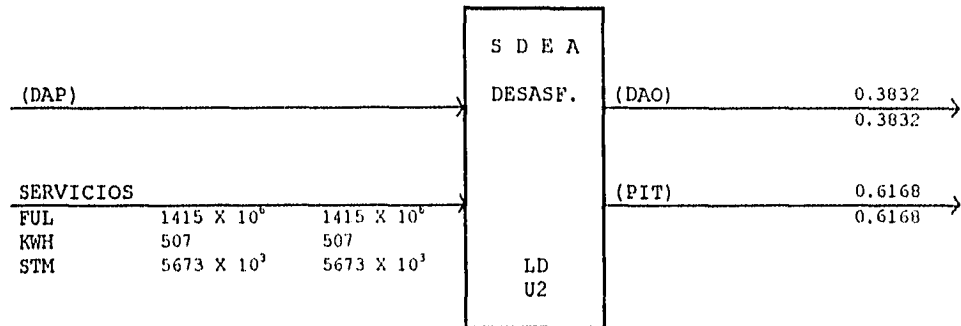 S D E A
(DAP) DESASF. (DAO) 0.3832
0.3832
SERVICIOS (PIT) 0.6168
FUL 1415 X 10⁶ 1415 X 10⁶ 0.6168
KWH 507 507
STM 5673 X 10³ 5673 X 10³ LD
U2